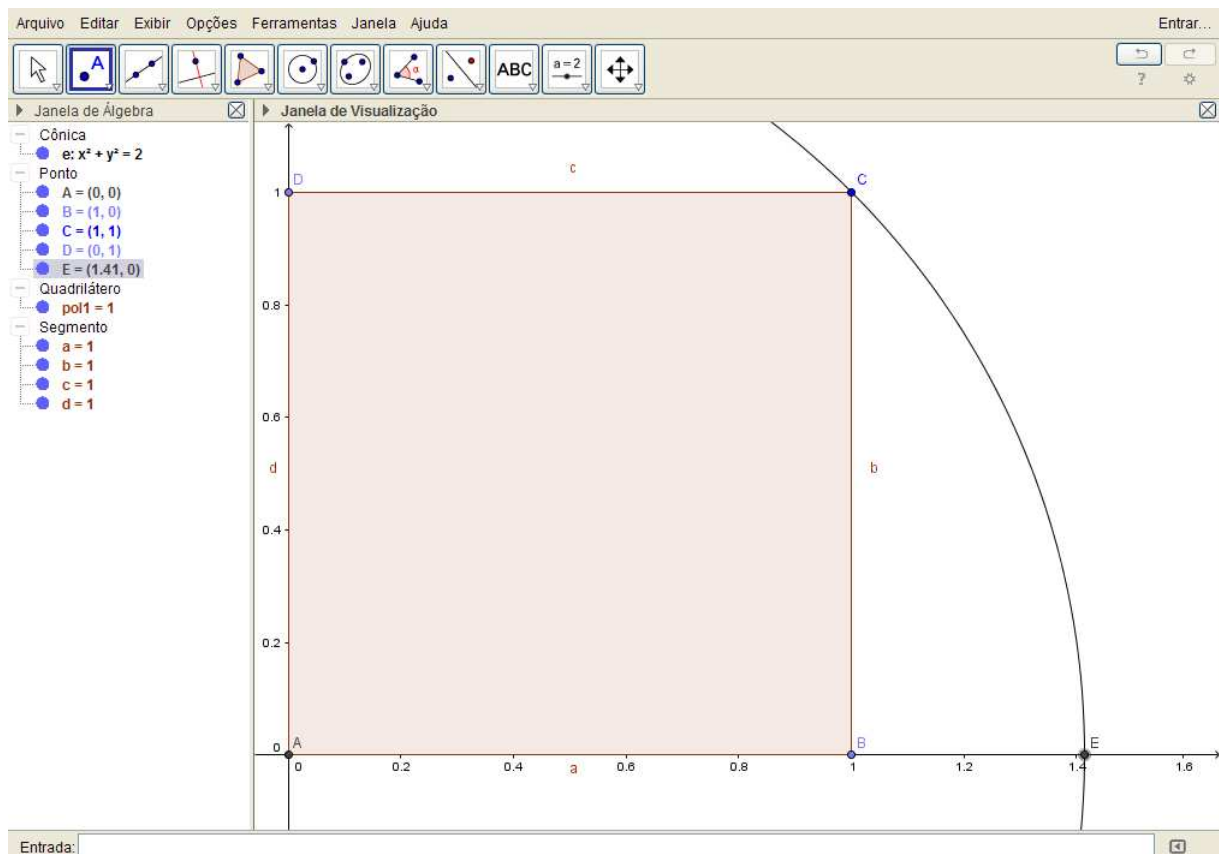 Arquivo Editar Exibir Opções Ferramentas Janela Ajuda Entrar...
A α ABC a=2
?
Janela de Álgebra
Janela de Visualização
Cônica
e: x² + y² = 2
Ponto
A = (0, 0)
B = (1, 0)
C = (1, 1)
D = (0, 1)
E = (1.41, 0)
Quadrilátero
pol1 = 1
Segmento
a = 1
b = 1
c = 1
d = 1
c
D C
1
0.8
0.6
d b
0.4
0.2
0 A B E
0 0.2 0.4 a 0.6 0.8 1 1.2 1.4 1.6
Entrada: